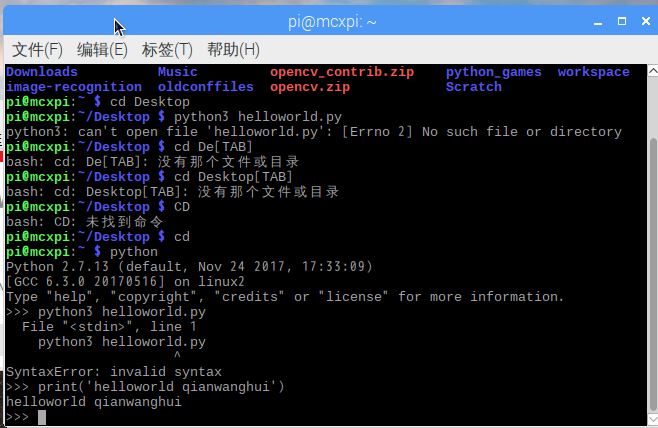 pi@mcxpi: ~
文件(F) 编辑(E) 标签(T) 帮助(H)
Downloads Music opencv_contrib.zip python_games workspace
image-recognition oldconffiles opencv.zip Scratch
pi@mcxpi:~ $ cd Desktop
pi@mcxpi:~/Desktop $ python3 helloworld.py
python3: can't open file 'helloworld.py': [Errno 2] No such file or directory
pi@mcxpi:~/Desktop $ cd De[TAB]
bash: cd: De[TAB]: 没有那个文件或目录
pi@mcxpi:~/Desktop $ cd Desktop[TAB]
bash: cd: Desktop[TAB]: 没有那个文件或目录
pi@mcxpi:~/Desktop $ CD
bash: CD: 未找到命令
pi@mcxpi:~/Desktop $ cd
pi@mcxpi:~ $ python
Python 2.7.13 (default, Nov 24 2017, 17:33:09)
[GCC 6.3.0 20170516] on linux2
Type "help", "copyright", "credits" or "license" for more information.
>>> python3 helloworld.py
  File "<stdin>", line 1
    python3 helloworld.py
                     ^
SyntaxError: invalid syntax
>>> print('helloworld qianwanghui')
helloworld qianwanghui
>>>